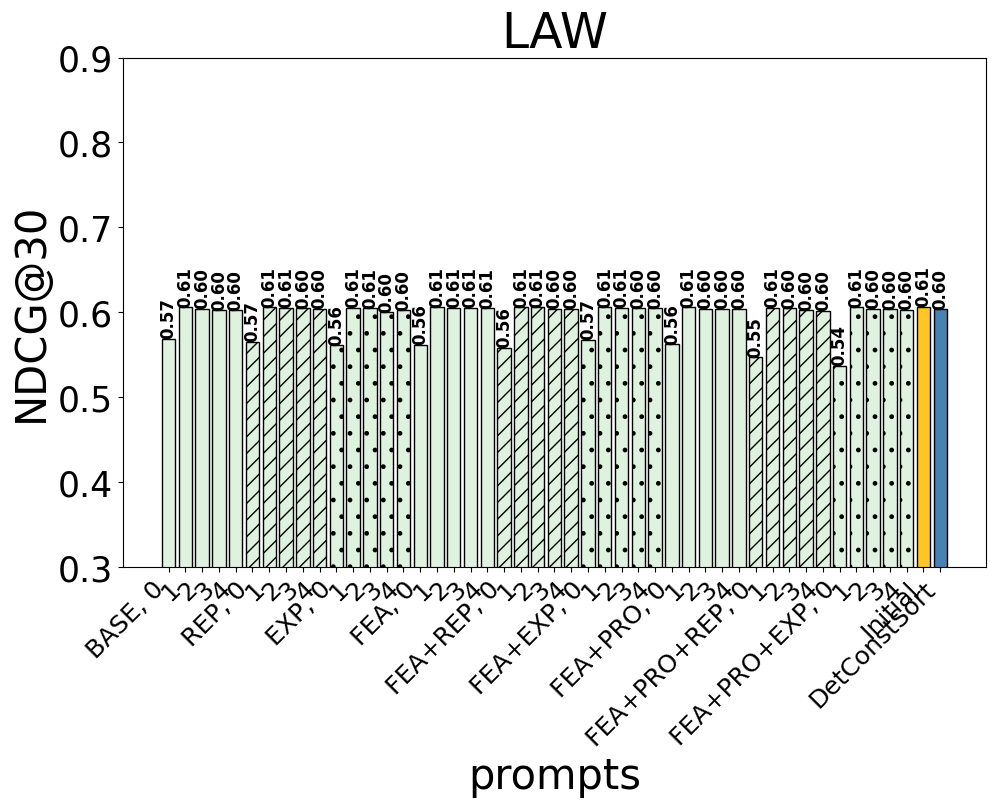 LAW
NDCG@30
0.9
0.8
0.7
0.6
0.5
0.4
0.3
0.57 0.61 0.60 0.60 0.60 0.57 0.61 0.61 0.60 0.60 0.56 0.61 0.61 0.60 0.60 0.56 0.61 0.61 0.61 0.61 0.56 0.61 0.61 0.60 0.60 0.57 0.61 0.61 0.60 0.60 0.56 0.61 0.60 0.60 0.60 0.55 0.61 0.61 0.60 0.60 0.54 0.61 0.60 0.60 0.60 0.61 0.60
BASE, 0 1 2 3 4 REP, 0 1 2 3 4 EXP, 0 1 2 3 4 FEA, 0 1 2 3 4 FEA+REP, 0 1 2 3 4 FEA+EXP, 0 1 2 3 4 FEA+PRO, 0 1 2 3 4 FEA+PRO+REP, 0 1 2 3 4 FEA+PRO+EXP, 0 1 2 3 4 Initial DetConstSort
prompts